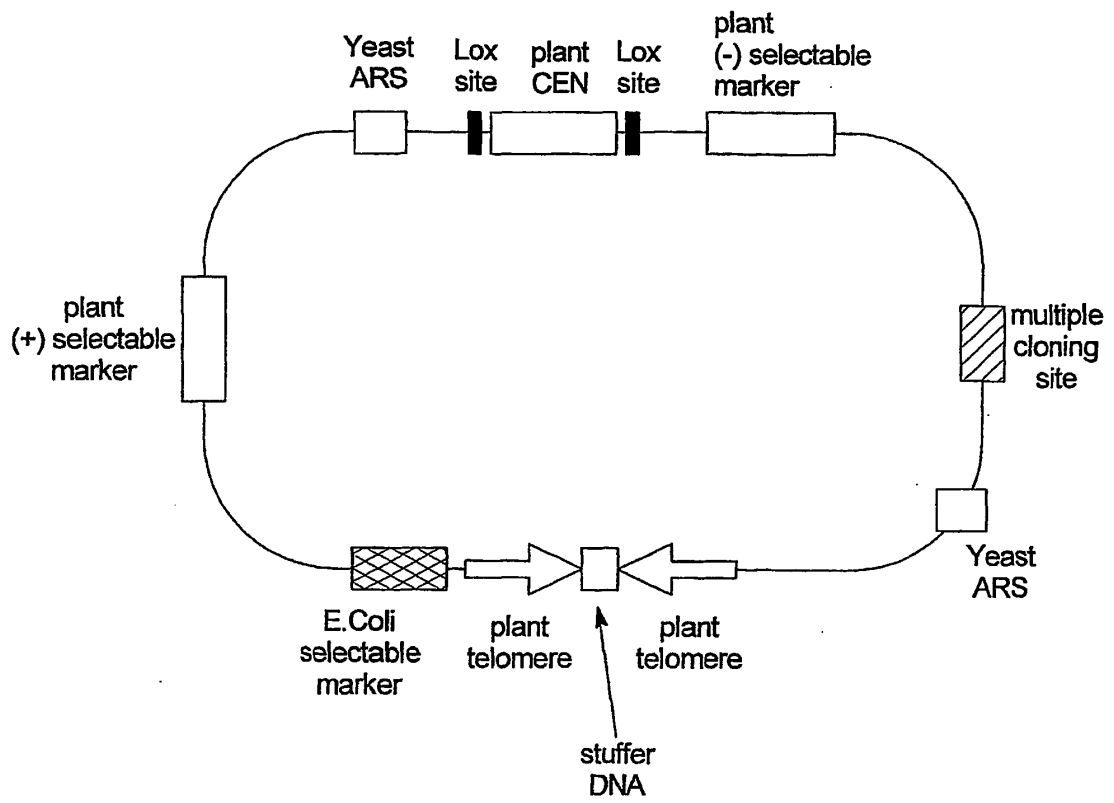 Yeast
ARS
Lox
site
plant
CEN
Lox
site
plant
(-) selectable
marker
plant
(+) selectable
marker
multiple
cloning
site
Yeast
ARS
E.Coli
selectable
marker
plant
telomere
plant
telomere
stuffer
DNA